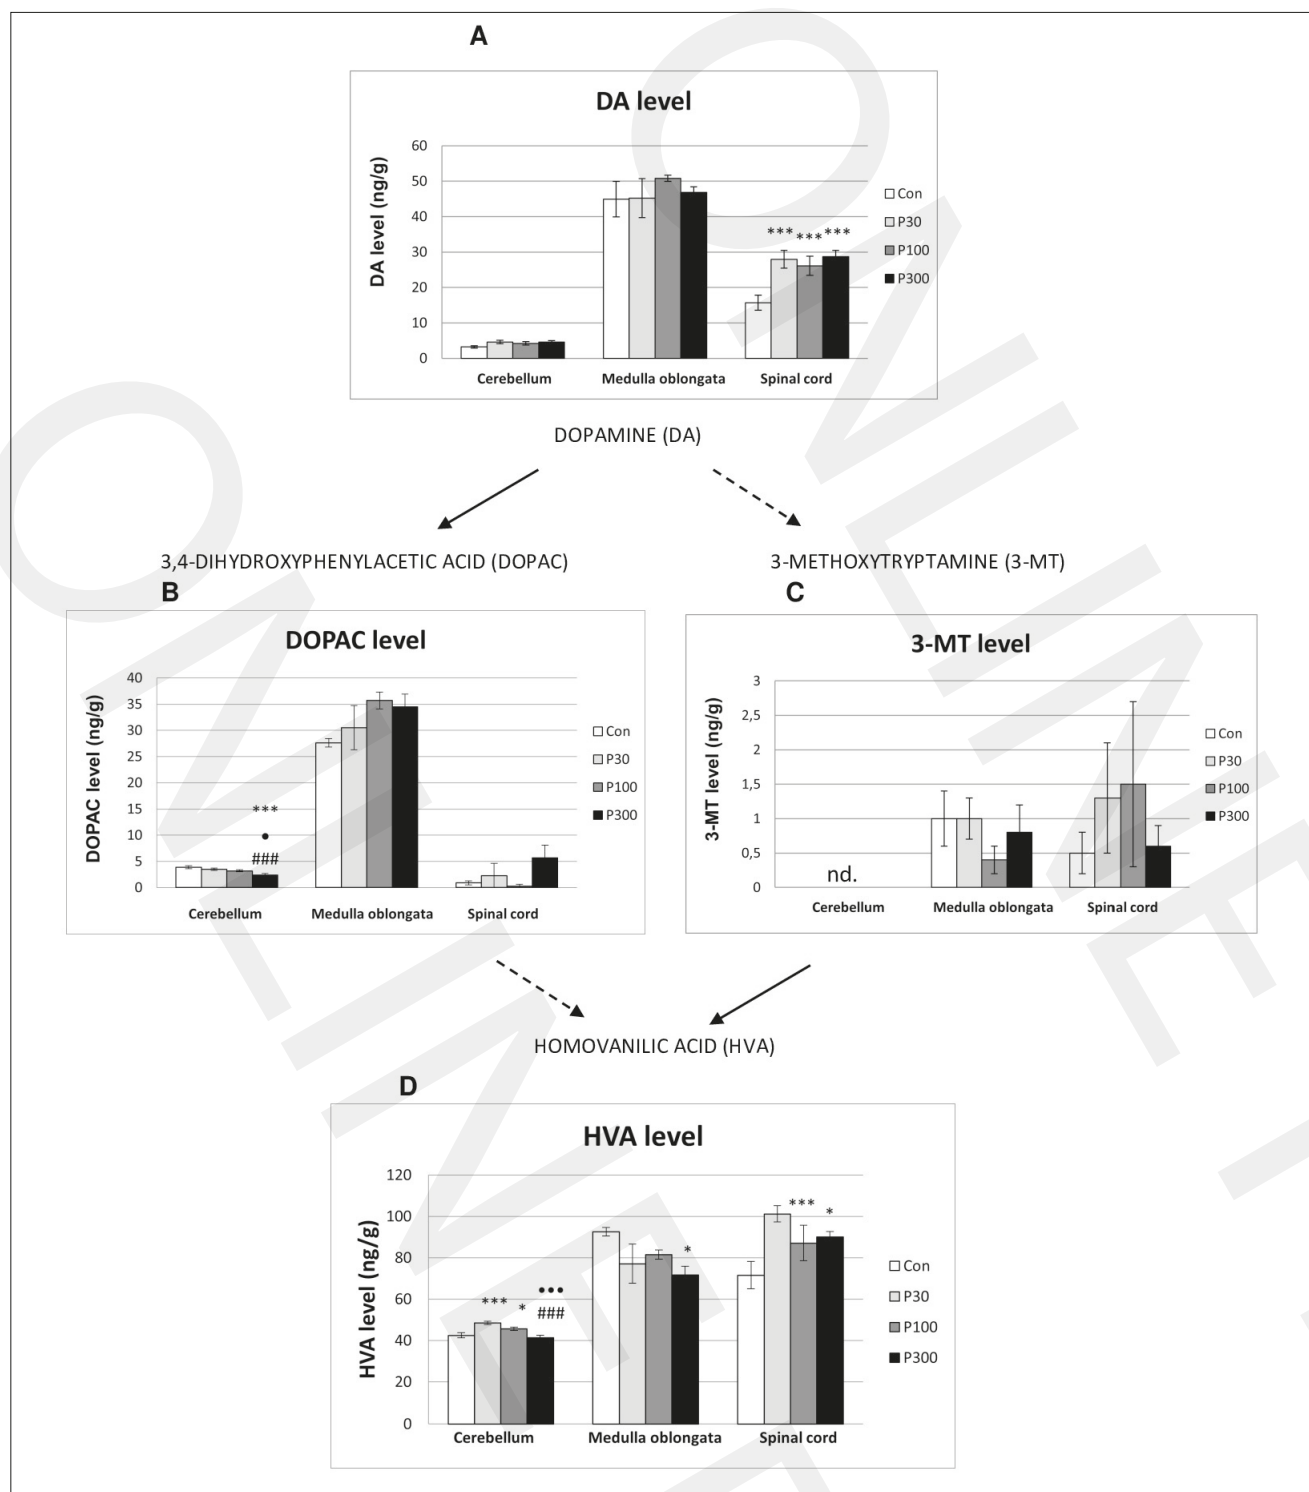 A
DA level
DA level (ng/g)
60
50
40
30
20
10
0
*** *** ***
Con
P30
P100
P300
Cerebellum Medulla oblongata Spinal cord
DOPAMINE (DA)
3,4-DIHYDROXYPHENYLACETIC ACID (DOPAC)
3-METHOXYTRYPTAMINE (3-MT)
B
DOPAC level
DOPAC level (ng/g)
40
35
30
25
20
15
10
5
0
***
•
###
Con
P30
P100
P300
Cerebellum Medulla oblongata Spinal cord
C
3-MT level
3-MT level (ng/g)
3
2,5
2
1,5
1
0,5
0
nd.
Con
P30
P100
P300
Cerebellum Medulla oblongata Spinal cord
HOMOVANILIC ACID (HVA)
D
HVA level
HVA level (ng/g)
120
100
80
60
40
20
0
*** * •••
###
*
*** *
Con
P30
P100
P300
Cerebellum Medulla oblongata Spinal cord
ONLINE
ONLINE